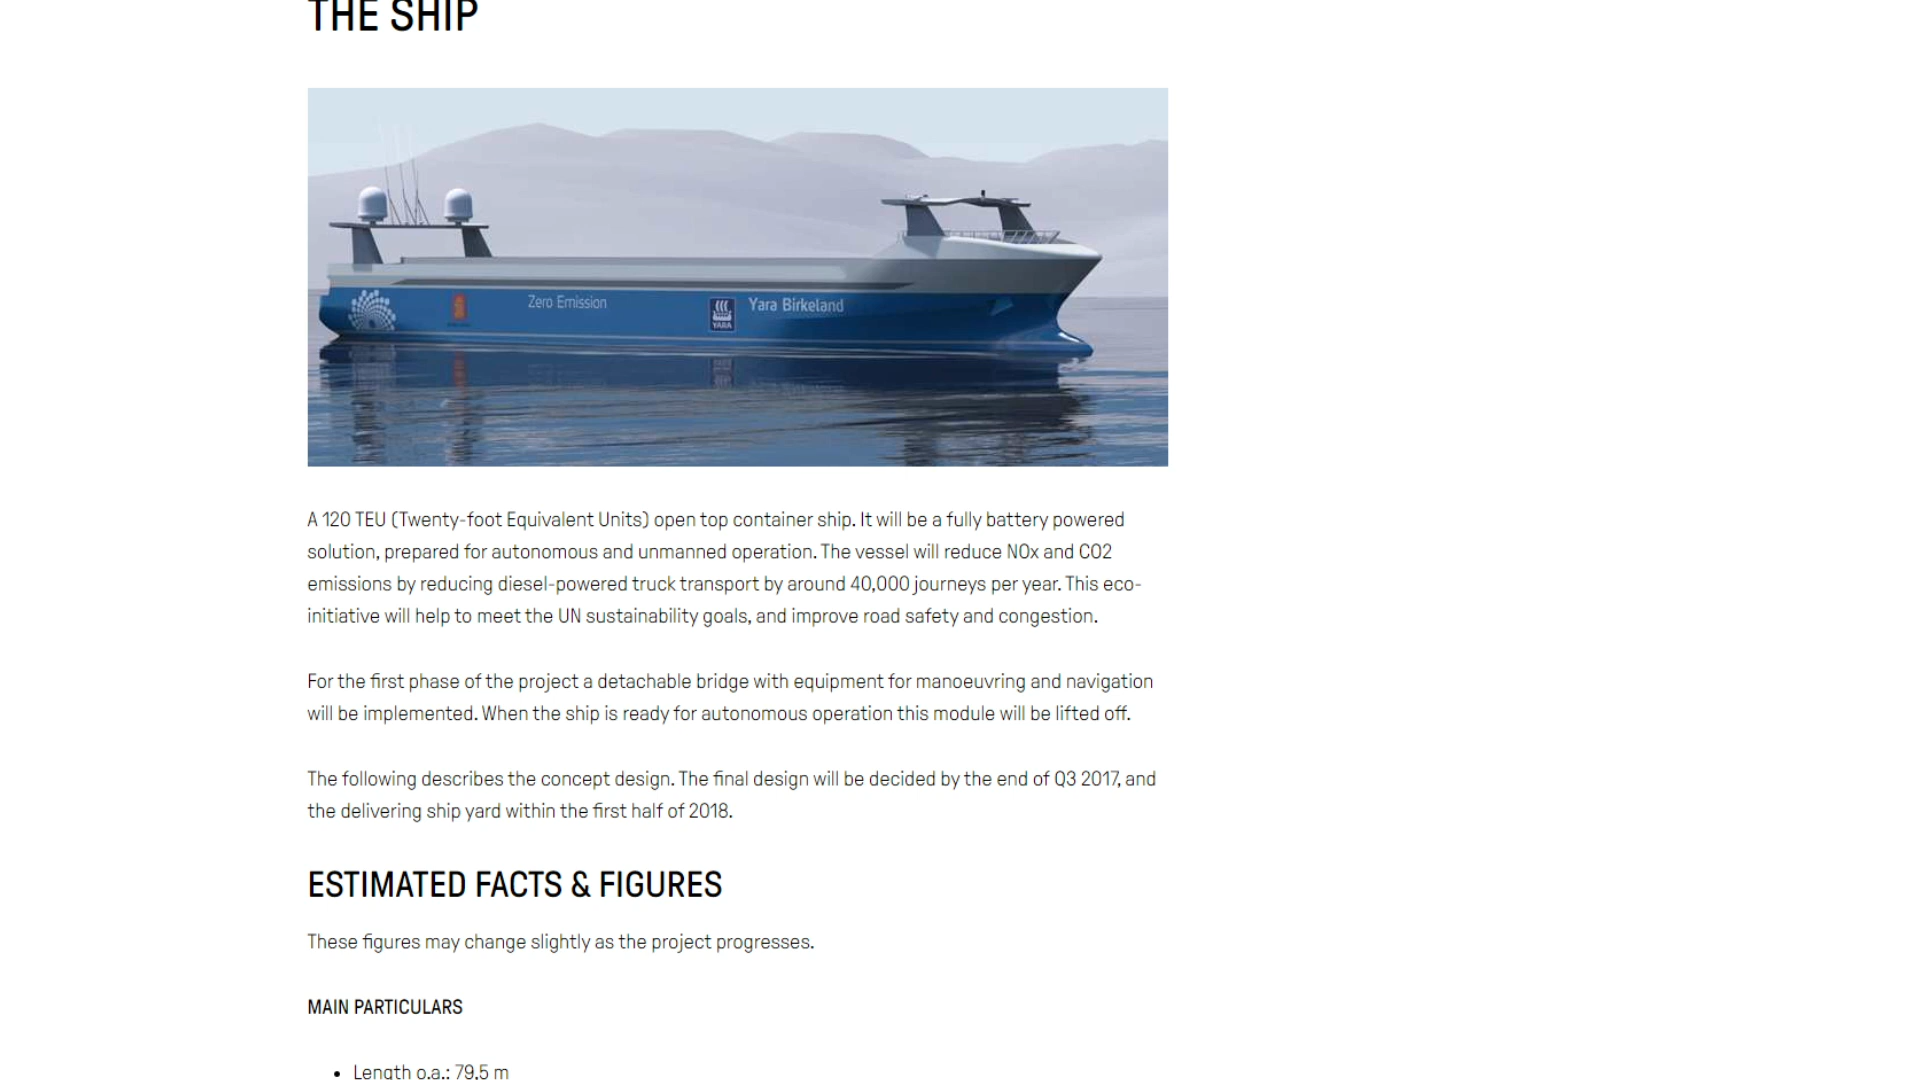 THE SHIP
Zero Emission
YARA
Yara Birkeland
A 120 TEU (Twenty-foot Equivalent Units) open top container ship. It will be a fully battery powered
solution, prepared for autonomous and unmanned operation. The vessel will reduce NOx and CO2
emissions by reducing diesel-powered truck transport by around 40,000 journeys per year. This eco-
initiative will help to meet the UN sustainability goals, and improve road safety and congestion.
For the first phase of the project a detachable bridge with equipment for manoeuvring and navigation
will be implemented. When the ship is ready for autonomous operation this module will be lifted off.
The following describes the concept design. The final design will be decided by the end of Q3 2017, and
the delivering ship yard within the first half of 2018.
ESTIMATED FACTS & FIGURES
These figures may change slightly as the project progresses.
MAIN PARTICULARS
• Length o.a.: 79,5 m